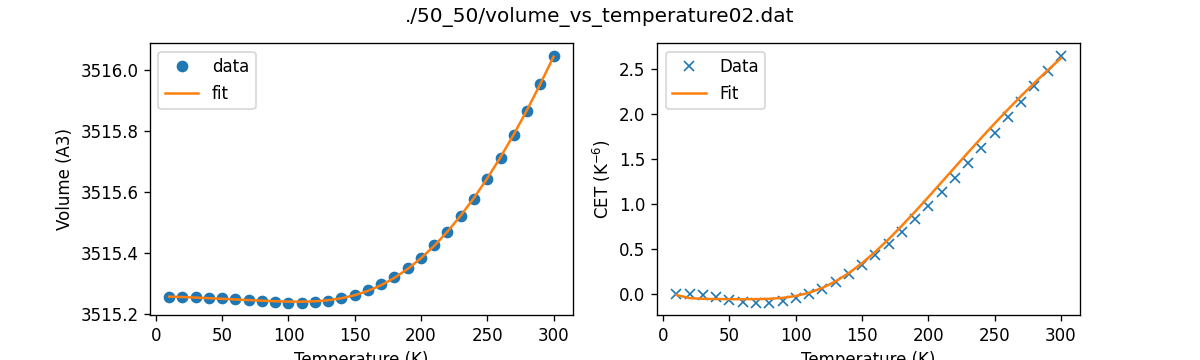 ./50_50/volume_vs_temperature02.dat
data
fit
3516.0
3515.8
3515.6
3515.4
3515.2
Volume (A3)
0
50
100
150
200
250
300
Temperature (K)
Data
Fit
2.5
2.0
1.5
1.0
0.5
0.0
CET (K⁻⁶)
0
50
100
150
200
250
300
Temperature (K)